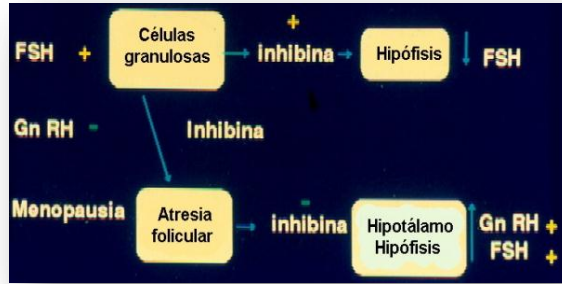 FSH + Células granulosas + inhibina Hipófisis FSH
Gn RH - Inhibina
Menopausia Atresia folicular - inhibina Hipotálamo Hipófisis Gn RH + FSH +